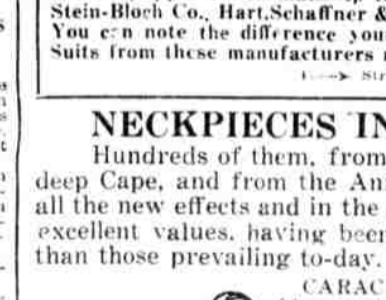 Stein-Bloch Co., Hart, Schaffner &
You can note the difference you
Suits from these manufacturers
NECKPIECES IN
Hundreds of them, from
deep Cape, and from the An
all the new effects and in the
excellent values, having been
than those prevailing to-day.
CARAC